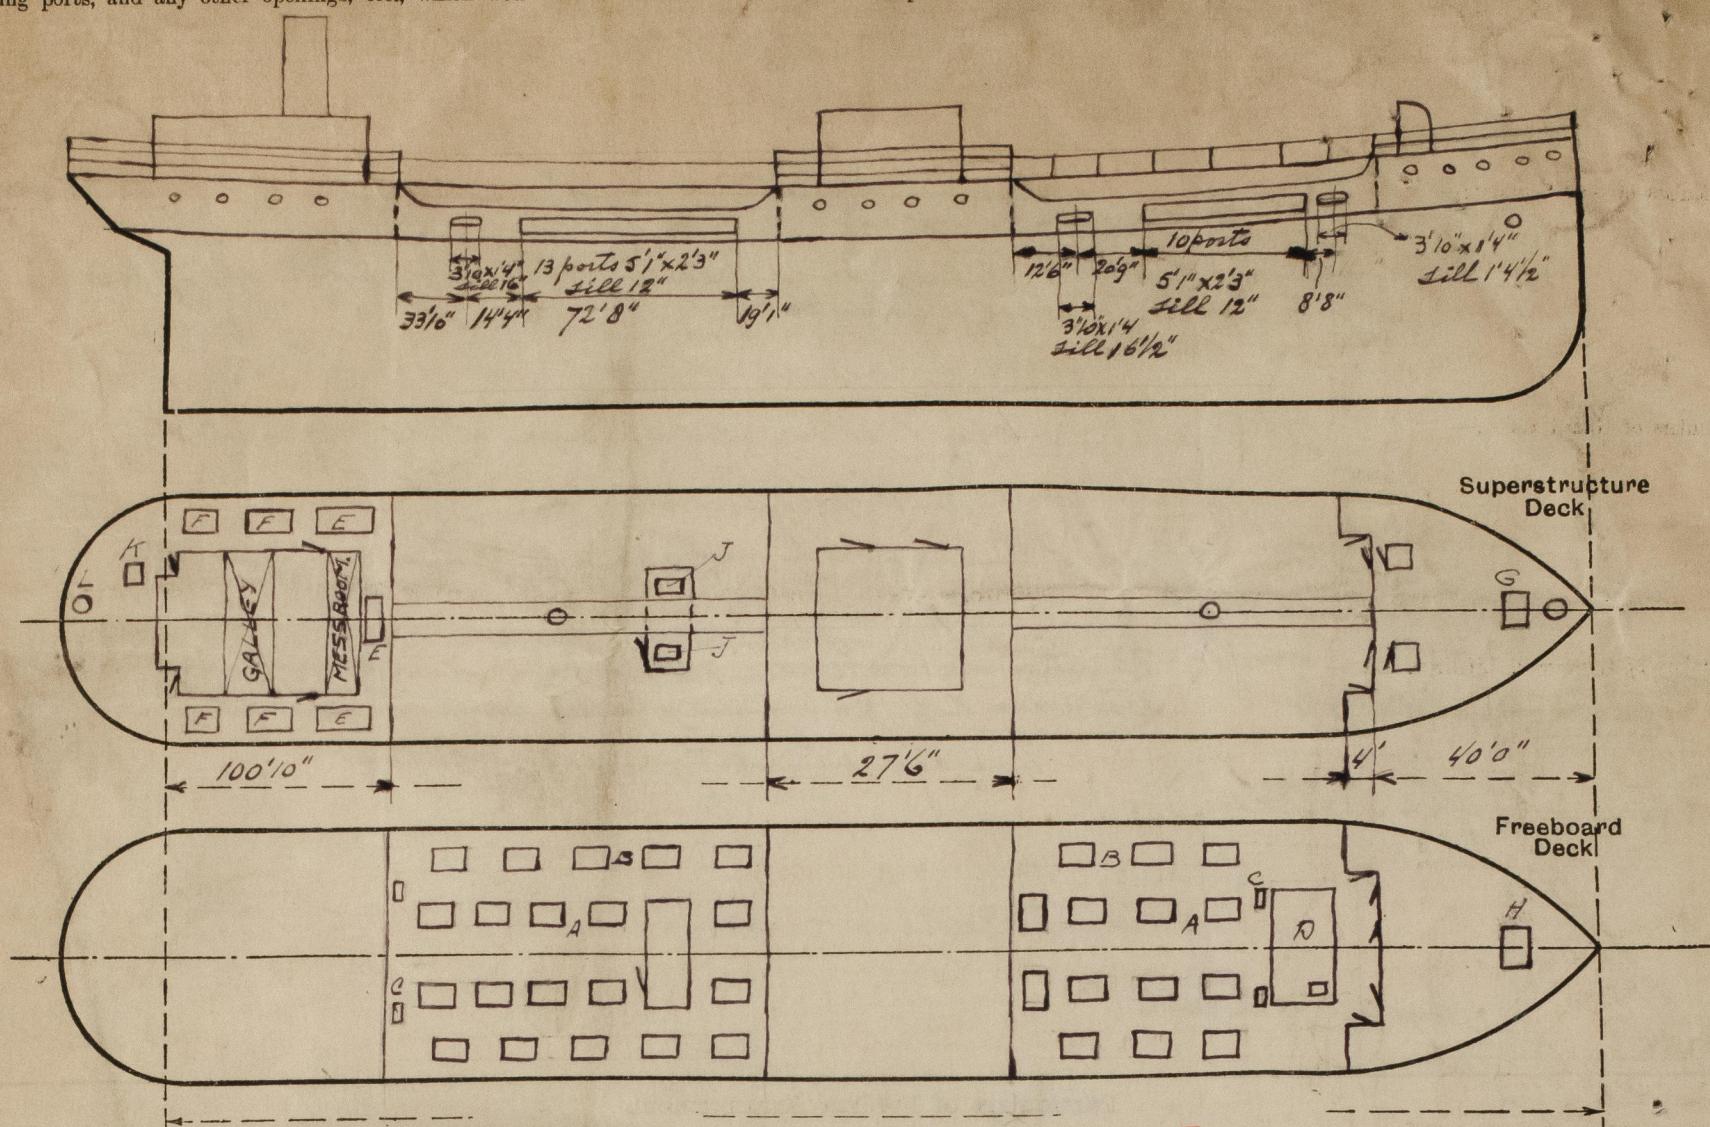 ing ports, and any other openings,
3'10"x1'4"
sill 16"
13 ports 5'1"x2'3"
sill 12"
33'6"
14'4"
72'8"
19'1"
12'6"
20'9"
10 ports
5'1"x2'3"
sill 12"
8'8"
3'10"x1'4"
sill 1'4½"
3'10"x1'4
sill 1 6½"
Superstructure
Deck
F
F
E
K
J
G
GALLEY
MESSROOM.
J
F
F
E
100'10"
27'6"
4'
40'0"
Freeboard
Deck
B
B
C
A
A
D
H
C